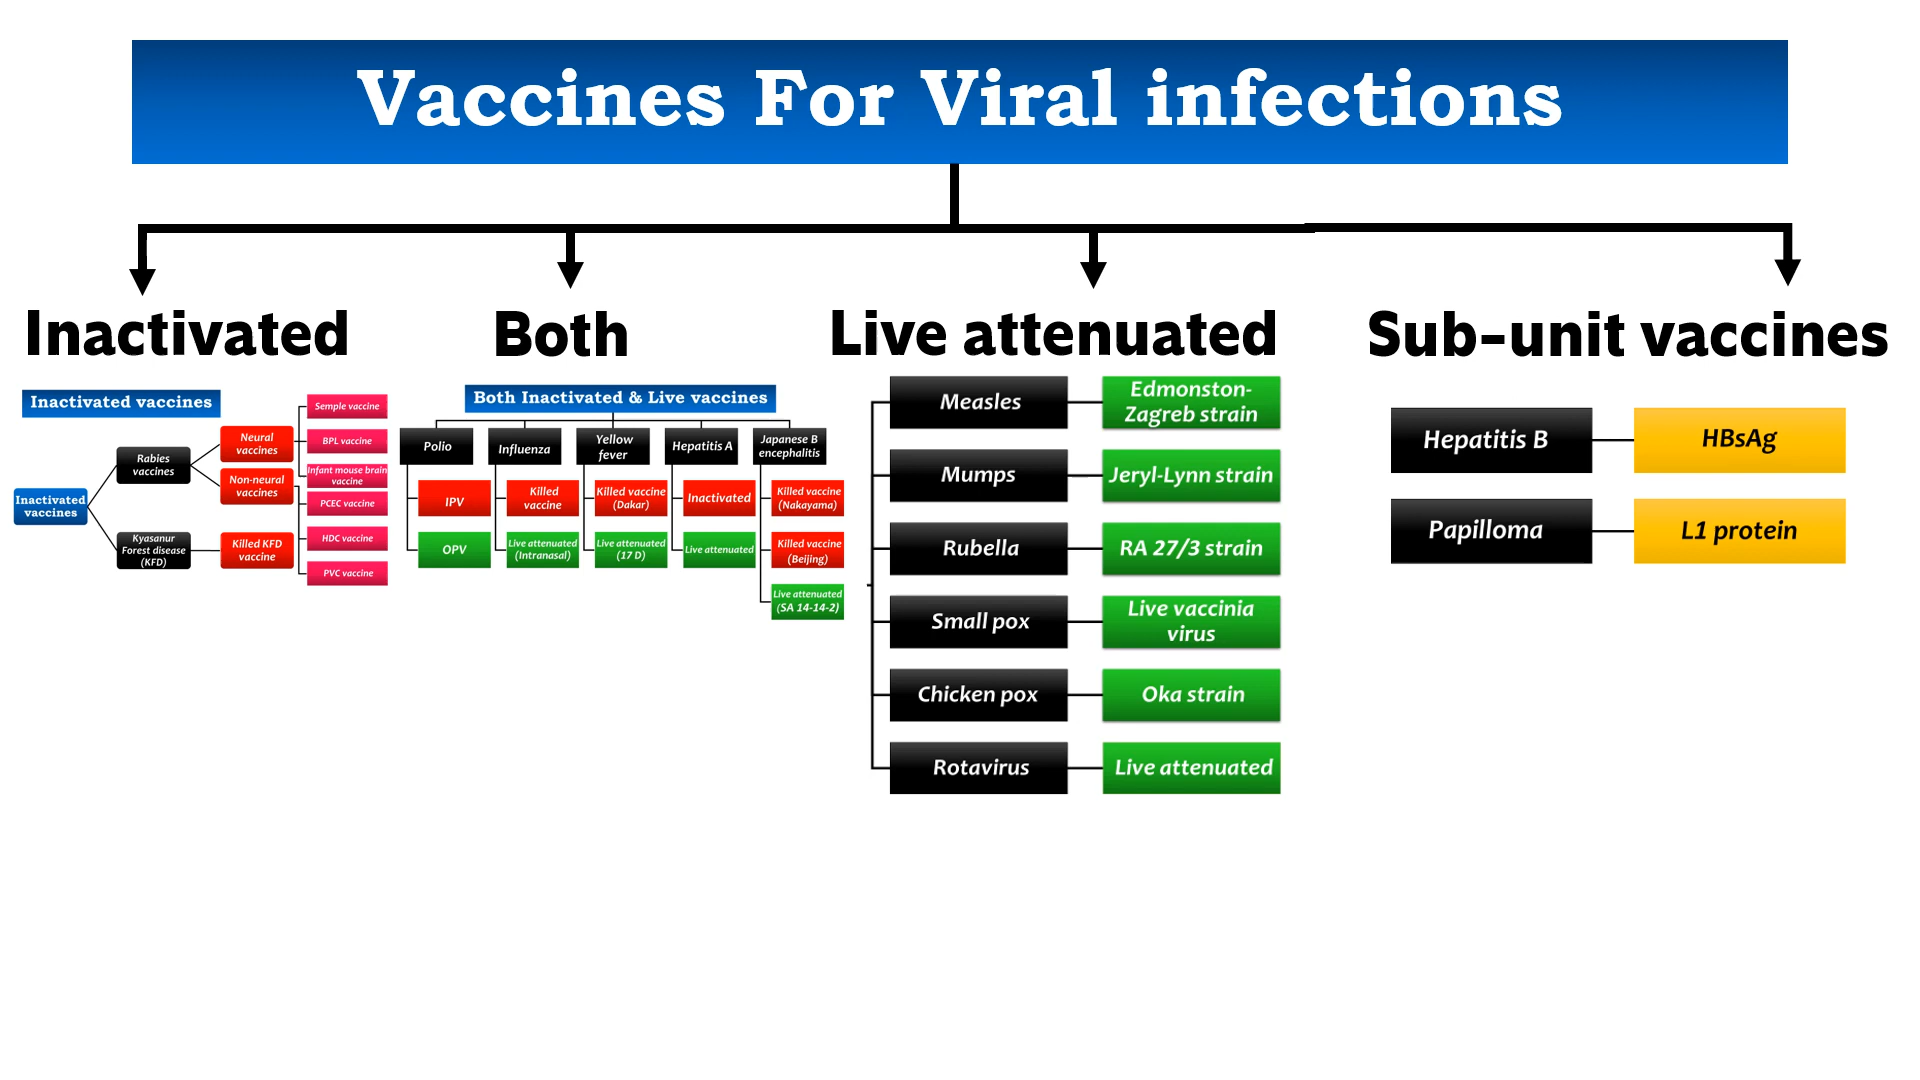 Vaccines For Viral infections
Inactivated
Both
Live attenuated
Sub-unit vaccines
Inactivated vaccines
Inactivated
vaccines
Rabies
vaccines
Kyasanur
Forest disease
(KFD)
Neural
vaccines
Non-neural
vaccines
Killed KFD
vaccine
Semple vaccine
BPL vaccine
Infant mouse brain
vaccine
PCEC vaccine
HDC vaccine
PVC vaccine
Both Inactivated & Live vaccines
Polio
IPV
OPV
Influenza
Killed
vaccine
Live attenuated
(Intranasal)
Yellow
fever
Killed vaccine
(Dakar)
Live attenuated
(17 D)
Hepatitis A
Inactivated
Live attenuated
Japanese B
encephalitis
Killed vaccine
(Nakayama)
Killed vaccine
(Beijing)
Live attenuated
(SA 14-14-2)
Measles
Edmonston-
Zagreb strain
Mumps
Jeryl-Lynn strain
Rubella
RA 27/3 strain
Small pox
Live vaccinia
virus
Chicken pox
Oka strain
Rotavirus
Live attenuated
Hepatitis B
HBsAg
Papilloma
L1 protein